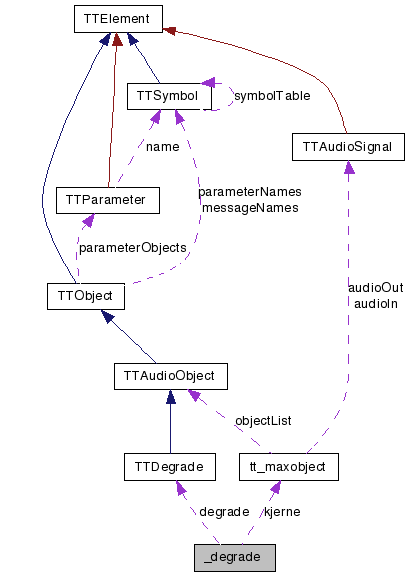 TTElement
TTSymbol
symbolTable
name
TTAudioSignal
TTParameter
parameterNames
messageNames
parameterObjects
TTObject
audioOut
audioIn
TTAudioObject
objectList
TTDegrade
tt_maxobject
degrade
kjerne
_degrade